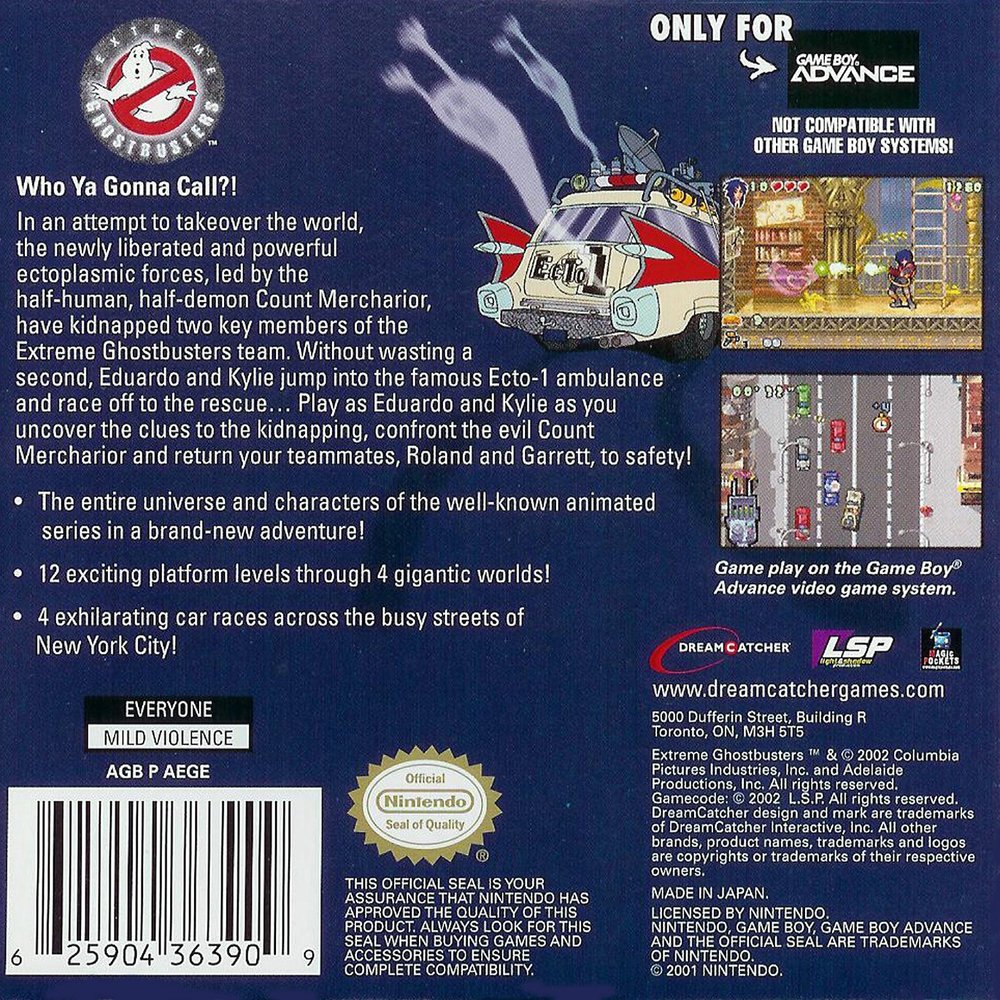 EXTREME
GHOSTBUSTERS™
Who Ya Gonna Call?!
In an attempt to takeover the world,
the newly liberated and powerful
ectoplasmic forces, led by the
half-human, half-demon Count Mercharior,
have kidnapped two key members of the
Extreme Ghostbusters team. Without wasting a
second, Eduardo and Kylie jump into the famous Ecto-1 ambulance
and race off to the rescue... Play as Eduardo and Kylie as you
uncover the clues to the kidnapping, confront the evil Count
Mercharior and return your teammates, Roland and Garrett, to safety!
• The entire universe and characters of the well-known animated
series in a brand-new adventure!
• 12 exciting platform levels through 4 gigantic worlds!
• 4 exhilarating car races across the busy streets of
New York City!
Ecto 1
ONLY FOR
GAME BOY
ADVANCE
NOT COMPATIBLE WITH
OTHER GAME BOY SYSTEMS!
Game play on the Game Boy®
Advance video game system.
DREAMCATCHER
LSP
light & shadow
MAGIC
POCKETS
www.dreamcatchergames.com
5000 Dufferin Street, Building R
Toronto, ON, M3H 5T5
Extreme Ghostbusters ™ & © 2002 Columbia
Pictures Industries, Inc. and Adelaide
Productions, Inc. All rights reserved.
Gamecode: © 2002 L.S.P. All rights reserved.
DreamCatcher design and mark are trademarks
of DreamCatcher Interactive, Inc. All other
brands, product names, trademarks and logos
are copyrights or trademarks of their respective
owners.
MADE IN JAPAN.
LICENSED BY NINTENDO.
NINTENDO, GAME BOY, GAME BOY ADVANCE
AND THE OFFICIAL SEAL ARE TRADEMARKS
OF NINTENDO.
© 2001 NINTENDO.
EVERYONE
MILD VIOLENCE
AGB P AEGE
6 25904 36390 9
Official
Nintendo
Seal of Quality
®
THIS OFFICIAL SEAL IS YOUR
ASSURANCE THAT NINTENDO HAS
APPROVED THE QUALITY OF THIS
PRODUCT. ALWAYS LOOK FOR THIS
SEAL WHEN BUYING GAMES AND
ACCESSORIES TO ENSURE
COMPLETE COMPATIBILITY.